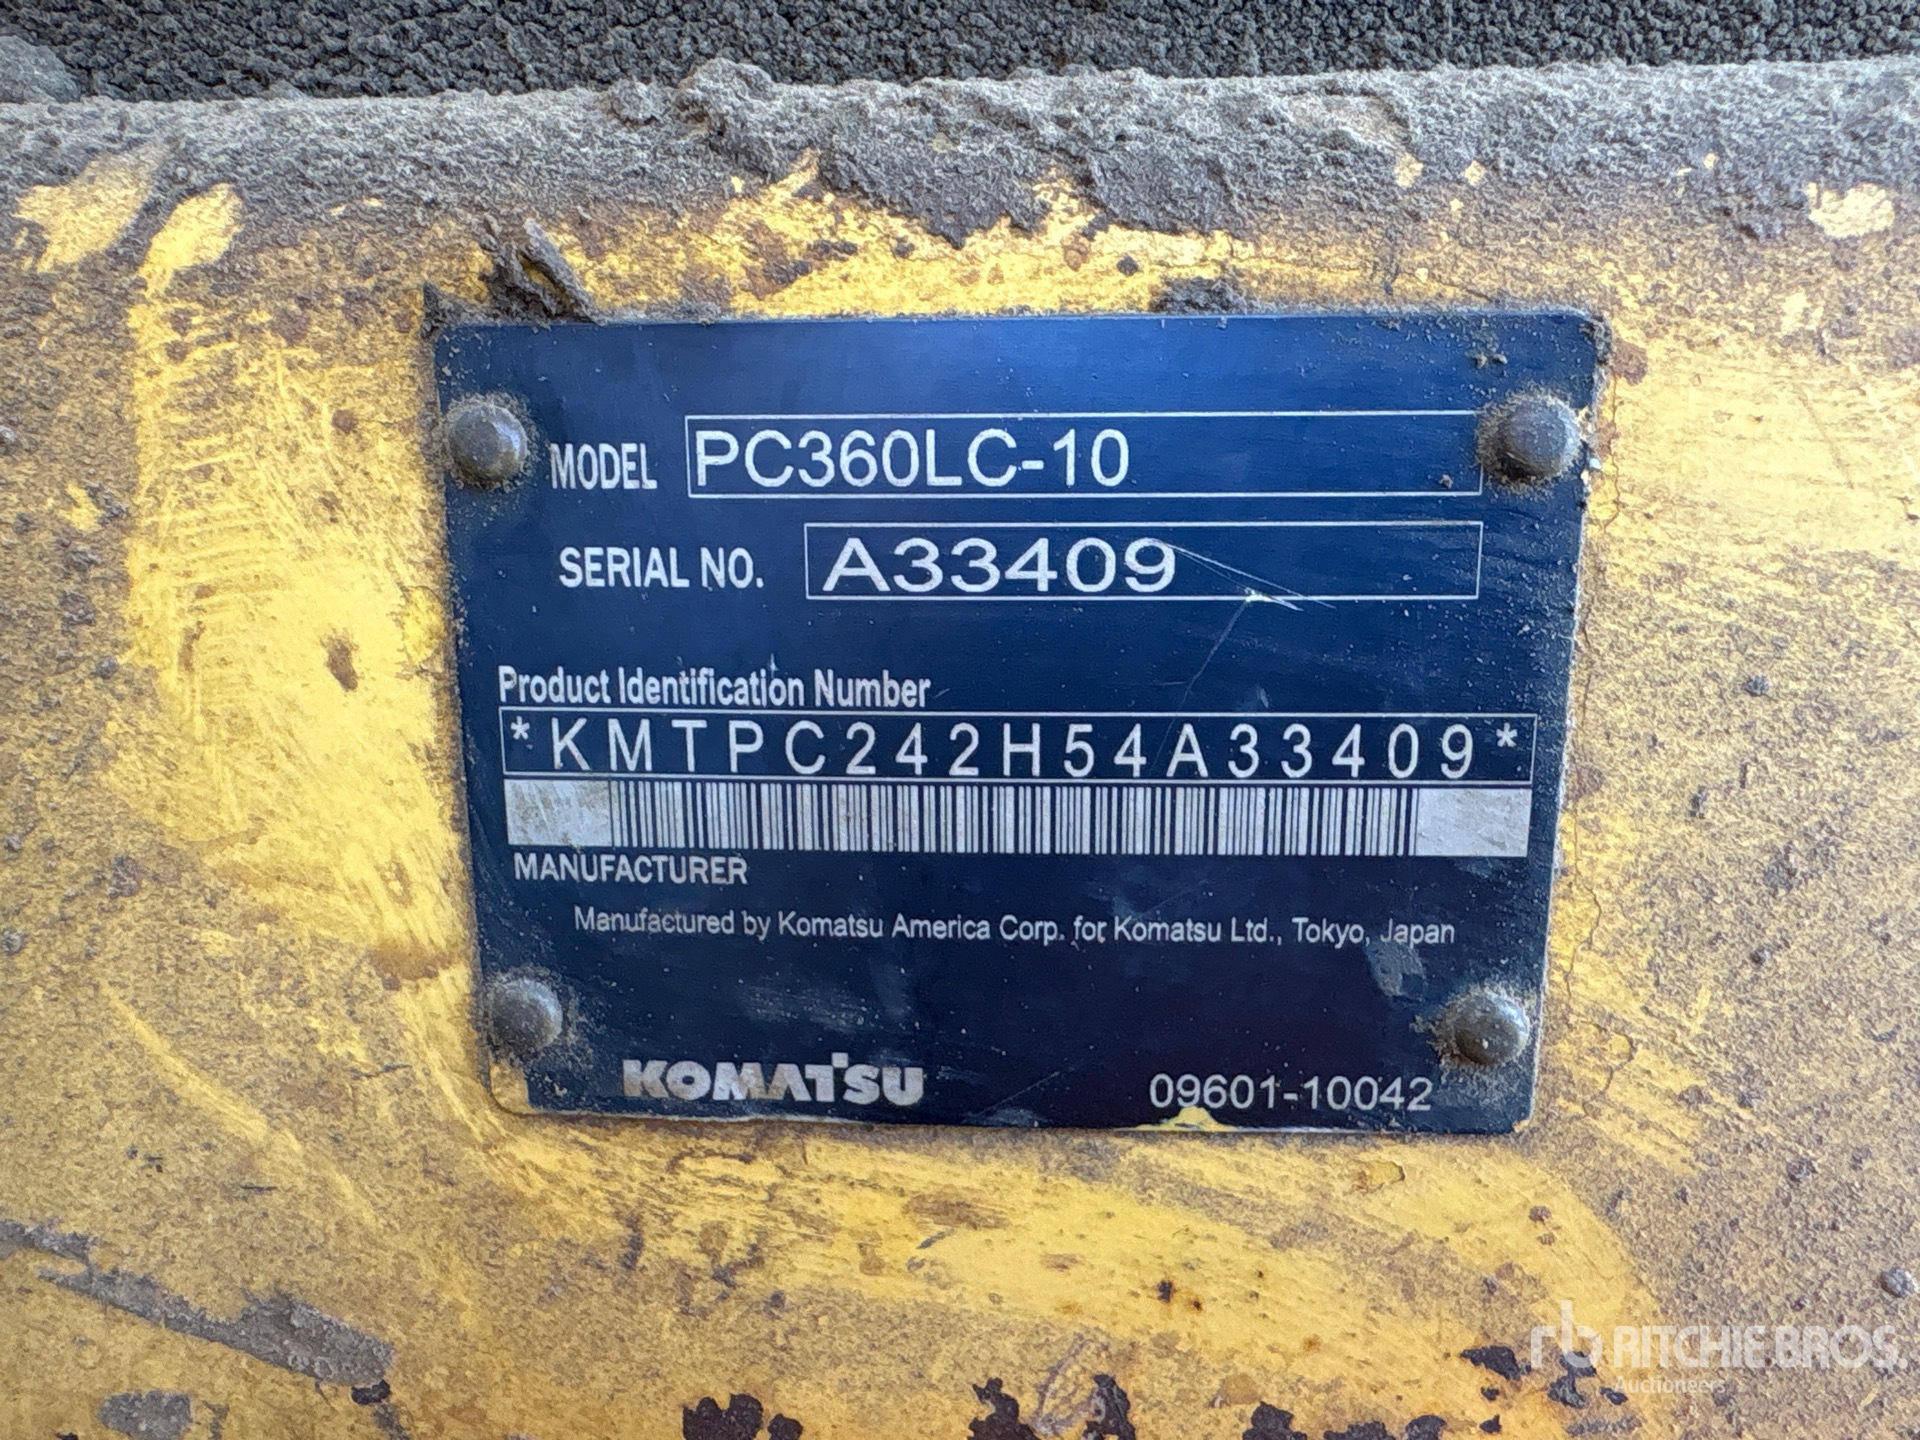 MODEL PC360LC-10
SERIAL NO. A33409
Product Identification Number
*KMTPC242H54A33409*
MANUFACTURER
Manufactured by Komatsu America Corp. for Komatsu Ltd., Tokyo, Japan
KOMATSU 09601-10042
rb RITCHIE BROS.
Auctioneers